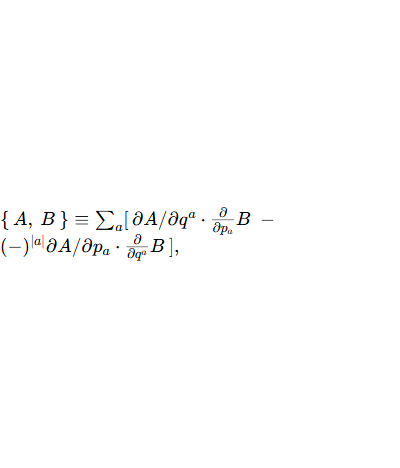 { A, B } ≡ ∑ₐ[ ∂A/∂qᵃ · ∂/∂pₐ B −
(−)^{|a|}∂A/∂pₐ · ∂/∂qᵃ B ],